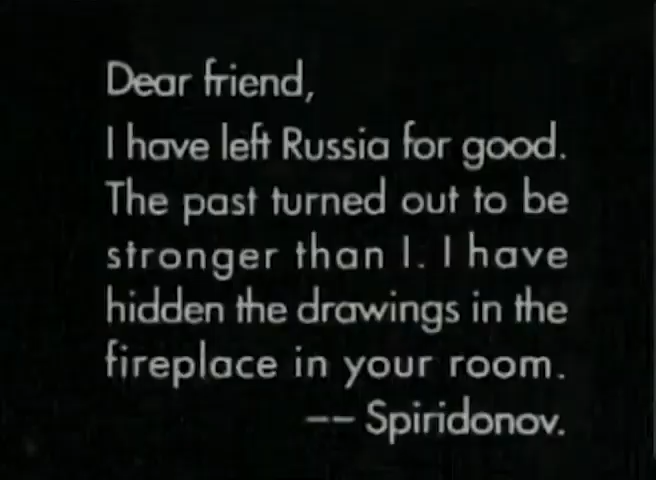 Dear friend,
I have left Russia for good.
The past turned out to be
stronger than I. I have
hidden the drawings in the
fireplace in your room.
-- Spiridonov.